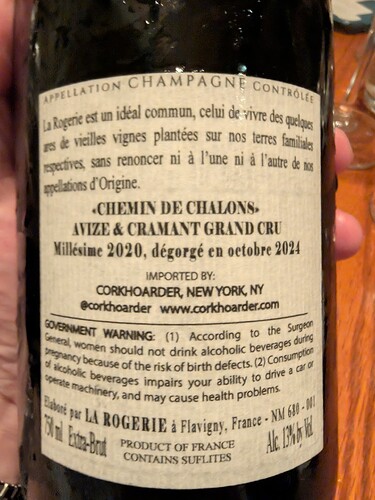 APPELLATION CHAMPAGNE CONTRÔLÉE
La Rogerie est un idéal commun, celui de vivre des quelques
ares de vieilles vignes plantées sur nos terres familiales
respectives, sans renoncer ni à l'une ni à l'autre de nos
appellations d'Origine.
«CHEMIN DE CHALONS»
AVIZE & CRAMANT GRAND CRU
Millésime 2020, dégorgé en octobre 2024
IMPORTED BY:
CORKHOARDER, NEW YORK, NY
@corkhoarder www.corkhoarder.com
GOVERNMENT WARNING: (1) According to the Surgeon
General, women should not drink alcoholic beverages during
pregnancy because of the risk of birth defects. (2) Consumption
of alcoholic beverages impairs your ability to drive a car or
operate machinery, and may cause health problems.
Elaboré par LA ROGERIE à Flavigny, France - NM 680 - 001
750 ml Extra-Brut PRODUCT OF FRANCE Alc. 13% by Vol.
CONTAINS SUFLITES